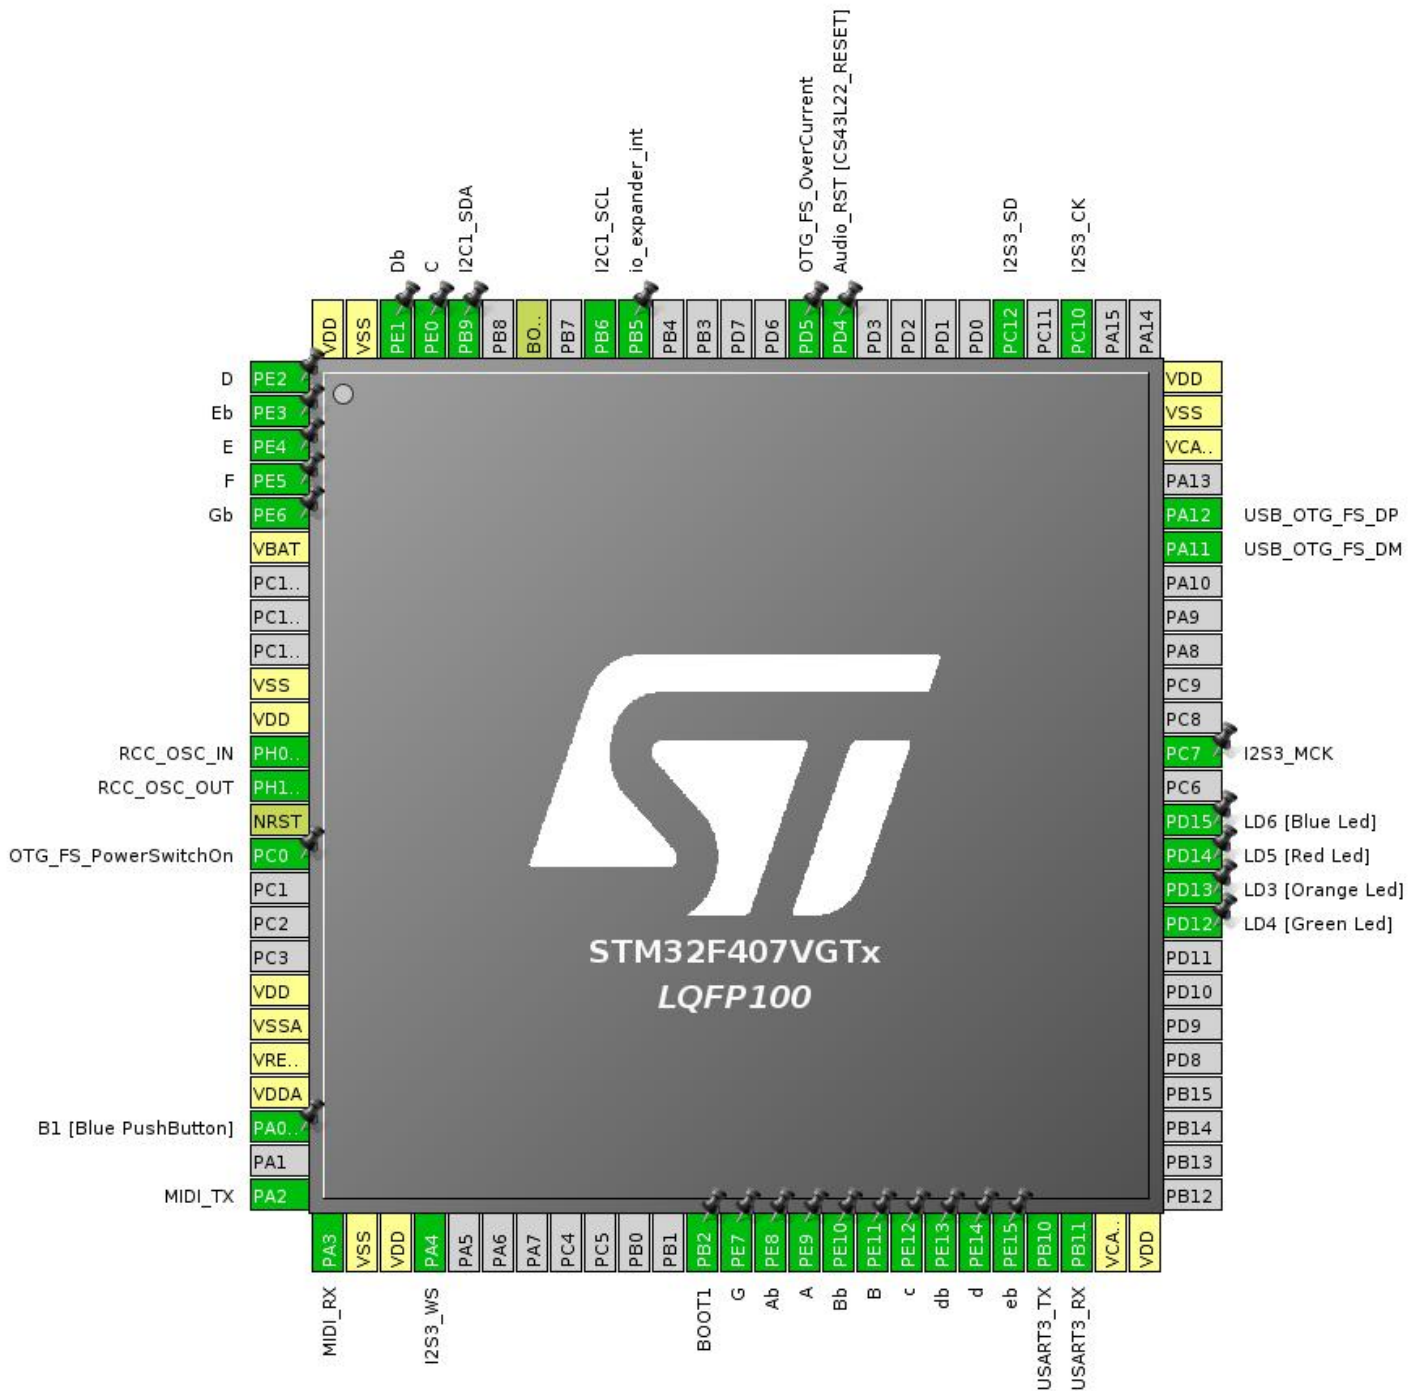 Db
C
I2C1_SDA
I2C1_SCL
io_expander_int
OTG_FS_OverCurrent
Audio_RST [CS43L22_RESET]
I2S3_SD
I2S3_CK
VDD
VSS
PE1
PE0
PB9
PB8
BO..
PB7
PB6
PB5
PB4
PB3
PD7
PD6
PD5
PD4
PD3
PD2
PD1
PD0
PC12
PC11
PC10
PA15
PA14
D PE2
Eb PE3
E PE4
F PE5
Gb PE6
VBAT
PC1..
PC1..
PC1..
VSS
VDD
RCC_OSC_IN PH0..
RCC_OSC_OUT PH1..
NRST
OTG_FS_PowerSwitchOn PC0
PC1
PC2
PC3
VDD
VSSA
VRE..
VDDA
B1 [Blue PushButton] PA0..
PA1
MIDI_TX PA2
STM32F407VGTx
LQFP100
VDD
VSS
VCA..
PA13
PA12 USB_OTG_FS_DP
PA11 USB_OTG_FS_DM
PA10
PA9
PA8
PC9
PC8
PC7 I2S3_MCK
PC6
PD15 LD6 [Blue Led]
PD14 LD5 [Red Led]
PD13 LD3 [Orange Led]
PD12 LD4 [Green Led]
PD11
PD10
PD9
PD8
PB15
PB14
PB13
PB12
PA3
VSS
VDD
PA4
PA5
PA6
PA7
PC4
PC5
PB0
PB1
PB2
PE7
PE8
PE9
PE10
PE11
PE12
PE13
PE14
PE15
PB10
PB11
VCA..
VDD
MIDI_RX
I2S3_WS
BOOT1
G
Ab
A
Bb
B
c
db
d
eb
USART3_TX
USART3_RX